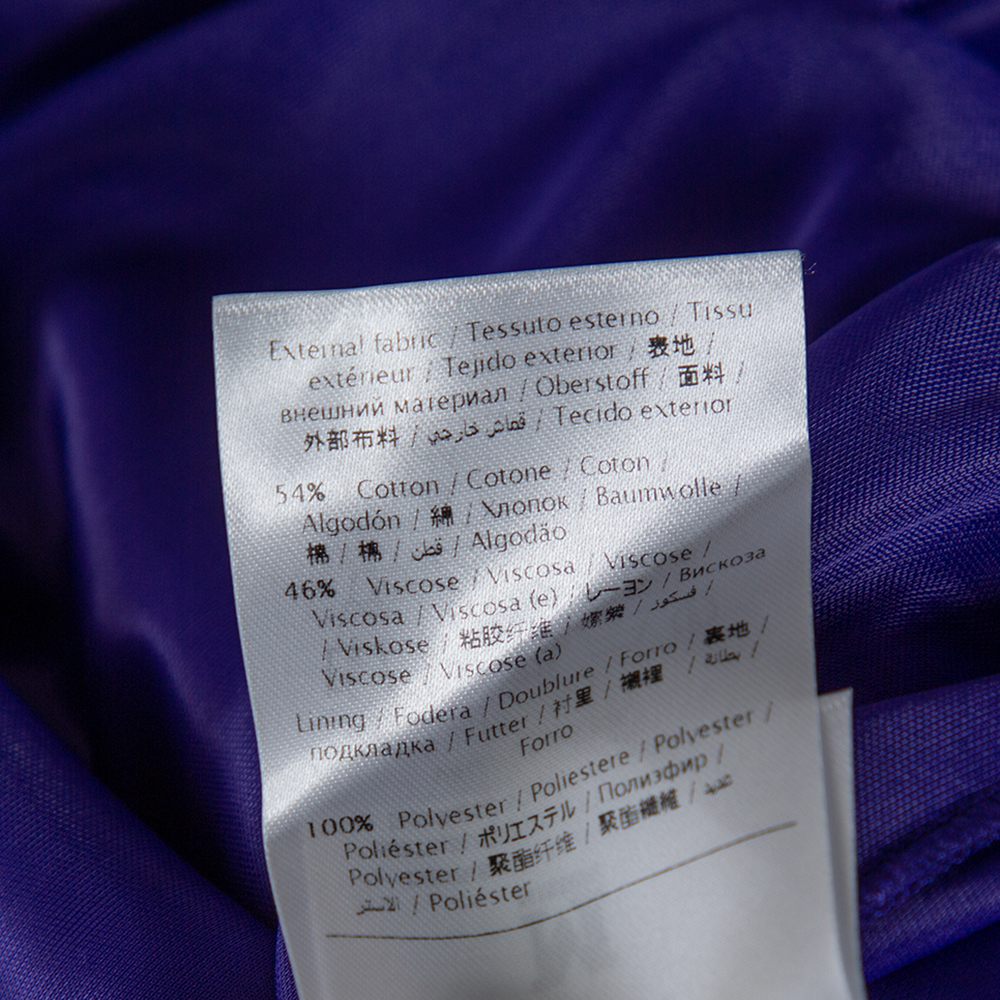 External fabric / Tessuto esterno / Tissu
extérieur / Tejido exterior / 表地 /
внешний материал / Oberstoff / 面料 /
外部布料 / قماش خارجي / Tecido exterior
54% Cotton / Cotone / Coton /
Algodón / 綿 / Хлопок / Baumwolle /
棉 / 棉 / قطن / Algodão
46% Viscose / Viscosa / Viscose /
Viscosa / Viscosa (e) / レーヨン / Вискоза
/ Viskose / 粘胶纤维 / 嫘縈 / فسكوز /
Viscose / Viscose (a)
Lining / Fodera / Doublure / Forro / 裏地 /
подкладка / Futter / 衬里 / 襯裡 / بطانة /
Forro
100% Polyester / Poliestere / Polyester /
Poliéster / ポリエステル / Полиэфир /
Polyester / 聚酯纤维 / 聚酯纖維 / عديد
الاستر / Poliéster